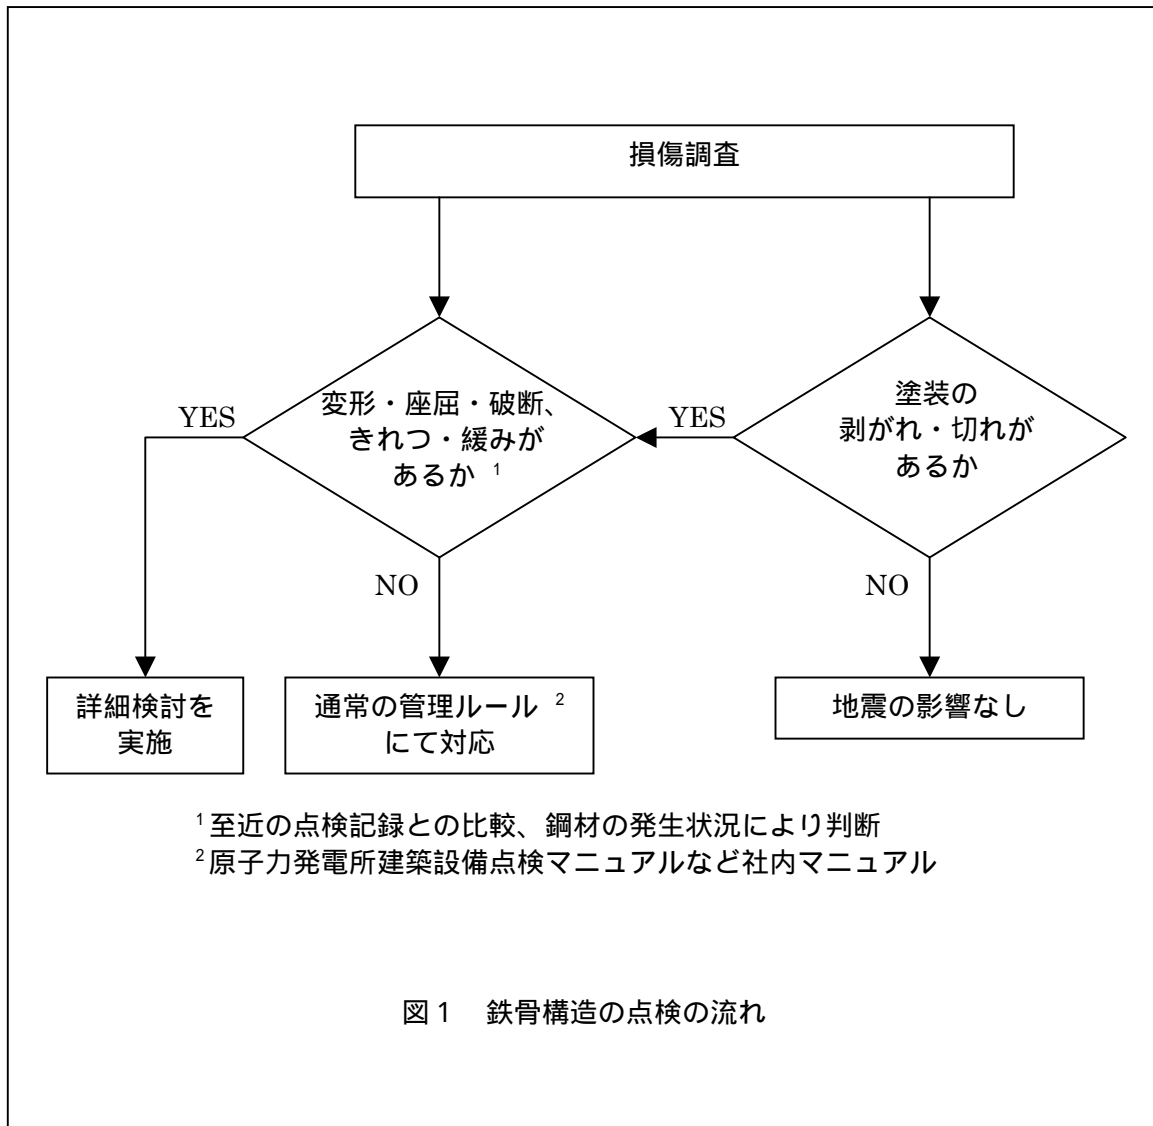 損傷調査
変形・座屈・破断、
きれつ・緩みが
あるか 1
塗装の
剥がれ・切れが
あるか
YES
YES
NO
NO
詳細検討を
実施
通常の管理ルール 2
にて対応
地震の影響なし
1 至近の点検記録との比較、鋼材の発生状況により判断
2 原子力発電所建築設備点検マニュアルなど社内マニュアル
図1 鉄骨構造の点検の流れ